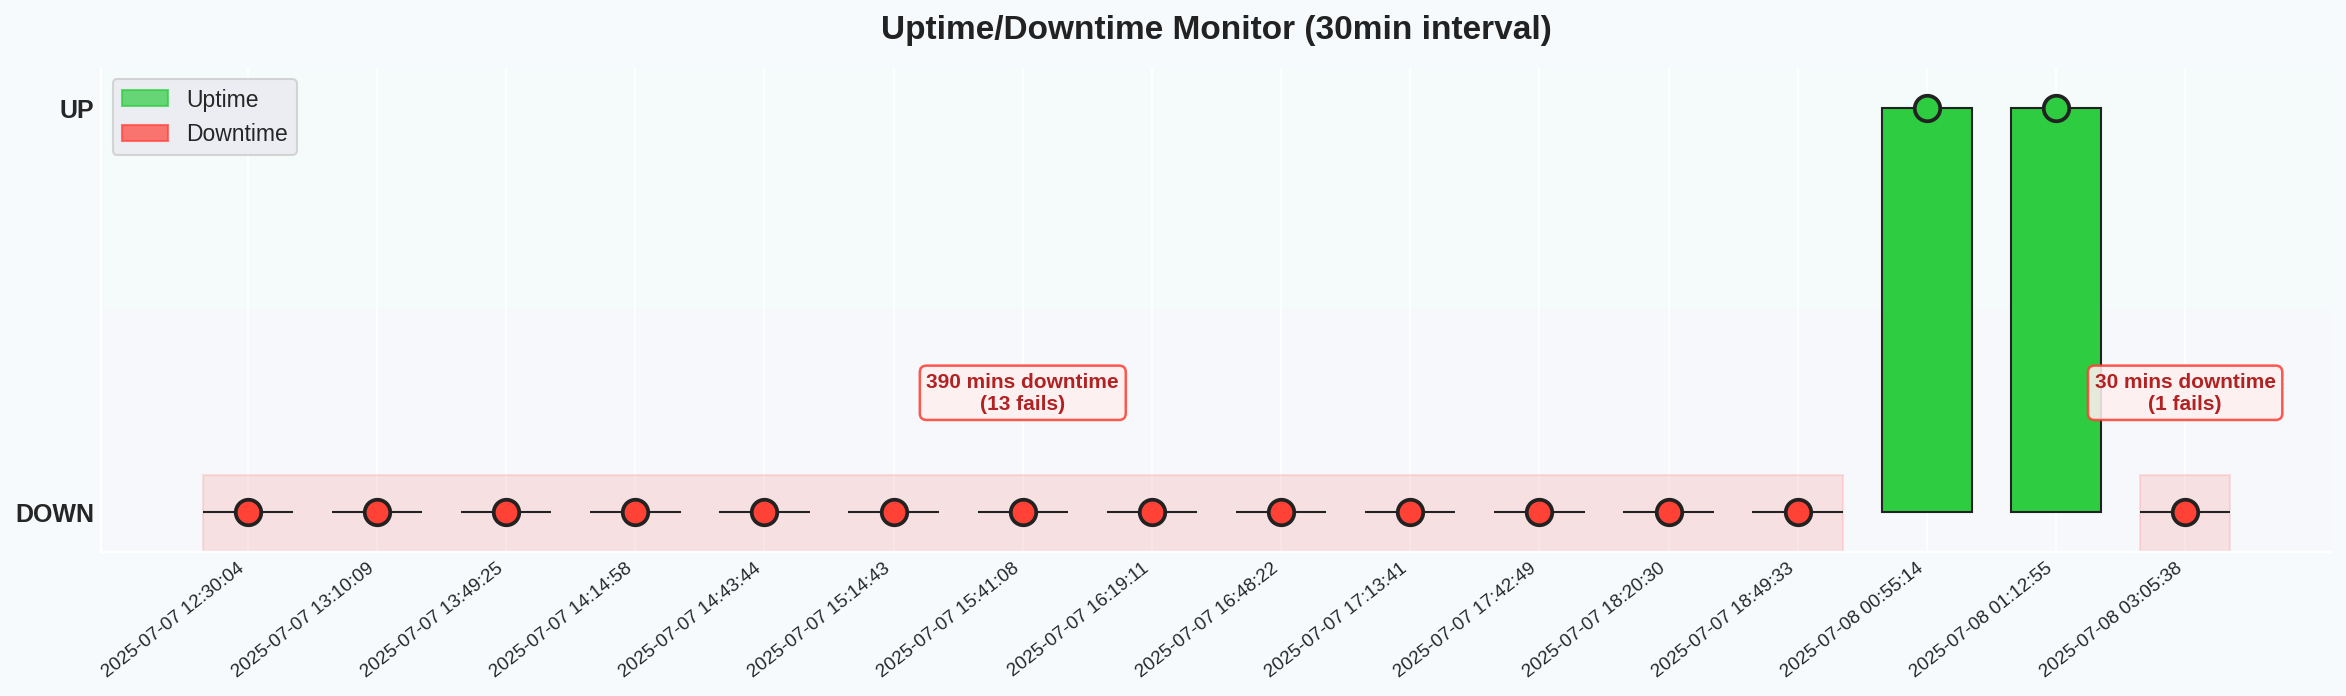 Uptime/Downtime Monitor (30min interval)
UP
Uptime
Downtime
390 mins downtime
(13 fails)
30 mins downtime
(1 fails)
DOWN
2025-07-07 12:30:04
2025-07-07 13:10:09
2025-07-07 13:49:25
2025-07-07 14:14:58
2025-07-07 14:43:44
2025-07-07 15:14:43
2025-07-07 15:41:08
2025-07-07 16:19:11
2025-07-07 16:48:22
2025-07-07 17:13:41
2025-07-07 17:42:49
2025-07-07 18:20:30
2025-07-07 18:49:33
2025-07-08 00:55:14
2025-07-08 01:12:55
2025-07-08 03:05:38